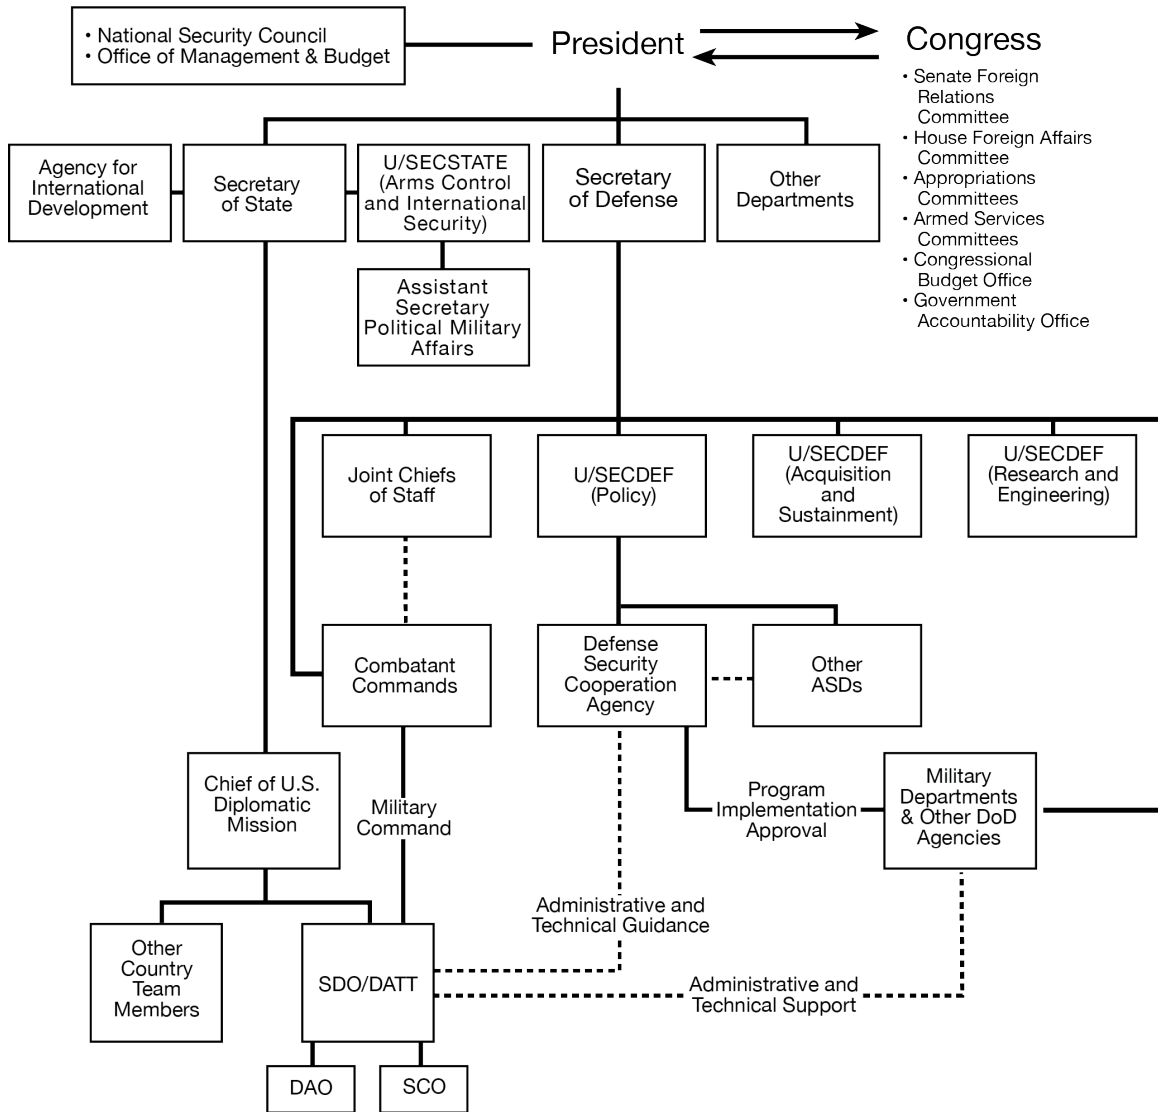 • National Security Council
• Office of Management & Budget
President
Congress
• Senate Foreign
Relations
Committee
• House Foreign Affairs
Committee
• Appropriations
Committees
• Armed Services
Committees
• Congressional
Budget Office
• Government
Accountability Office
Agency for
International
Development
Secretary
of State
U/SECSTATE
(Arms Control
and International
Security)
Secretary
of Defense
Other
Departments
Assistant
Secretary
Political Military
Affairs
Joint Chiefs
of Staff
U/SECDEF
(Policy)
U/SECDEF
(Acquisition
and
Sustainment)
U/SECDEF
(Research and
Engineering)
Combatant
Commands
Defense
Security
Cooperation
Agency
Other
ASDs
Chief of U.S.
Diplomatic
Mission
Military
Command
Program
Implementation
Approval
Military
Departments
& Other DoD
Agencies
Administrative and
Technical Guidance
Other
Country
Team
Members
SDO/DATT
Administrative and
Technical Support
DAO
SCO